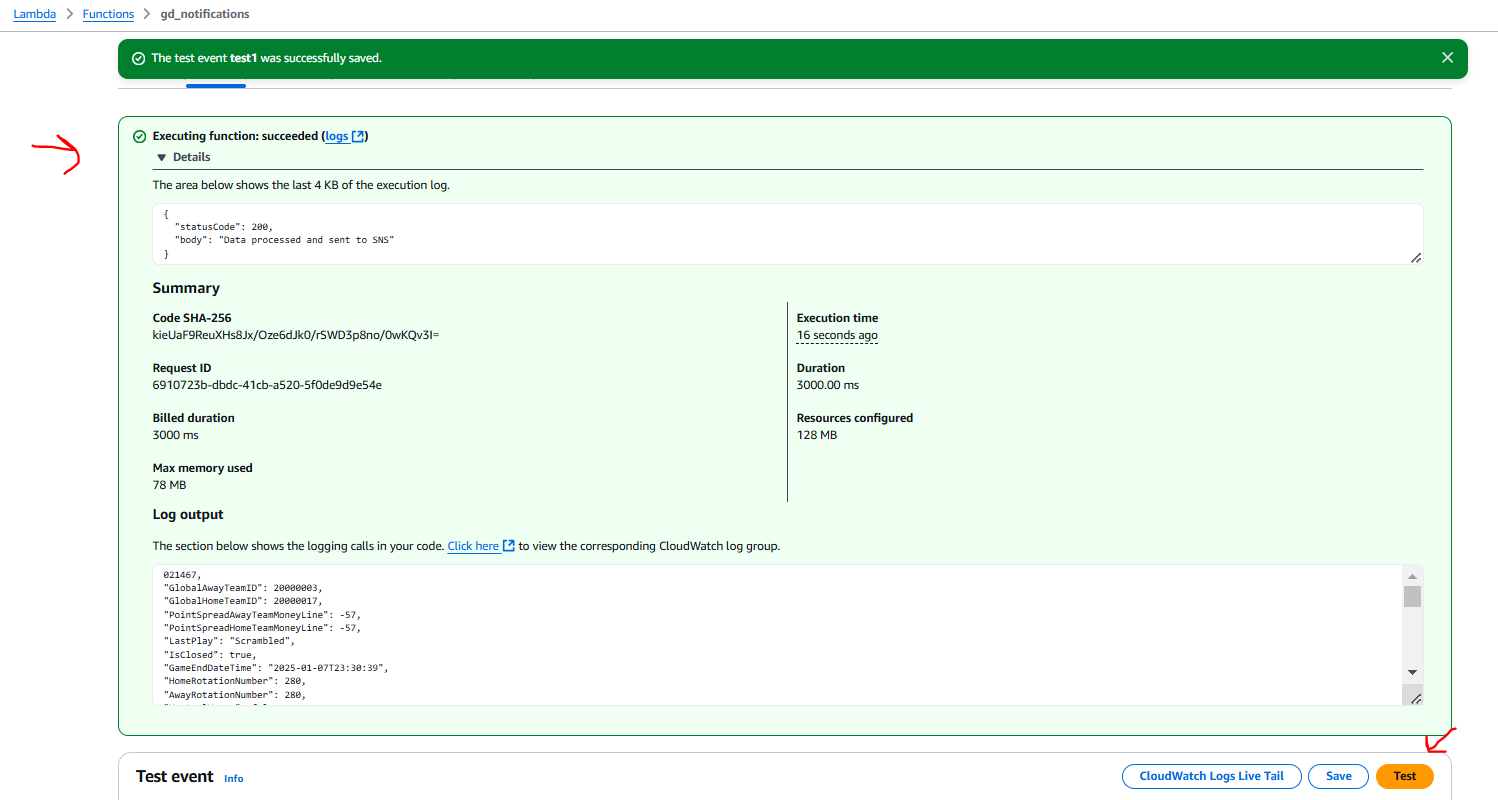 Lambda > Functions > gd_notifications
The test event test1 was successfully saved.
Executing function: succeeded (logs)
Details
The area below shows the last 4 KB of the execution log.
{
"statusCode": 200,
"body": "Data processed and sent to SNS"
}
Summary
Code SHA-256
kieUaF9ReuXHs8Jx/Oze6dJk0/rSWD3p8no/0wKQv3I=
Execution time
16 seconds ago
Request ID
6910723b-dbdc-41cb-a520-5f0de9d9e54e
Duration
3000.00 ms
Billed duration
3000 ms
Resources configured
128 MB
Max memory used
78 MB
Log output
The section below shows the logging calls in your code. Click here to view the corresponding CloudWatch log group.
021467,
"GlobalAwayTeamID": 20000003,
"GlobalHomeTeamID": 20000017,
"PointSpreadAwayTeamMoneyLine": -57,
"PointSpreadHomeTeamMoneyLine": -57,
"LastPlay": "Scrambled",
"IsClosed": true,
"GameEndDateTime": "2025-01-07T23:30:39",
"HomeRotationNumber": 280,
"AwayRotationNumber": 280,
Test event Info
CloudWatch Logs Live Tail
Save
Test